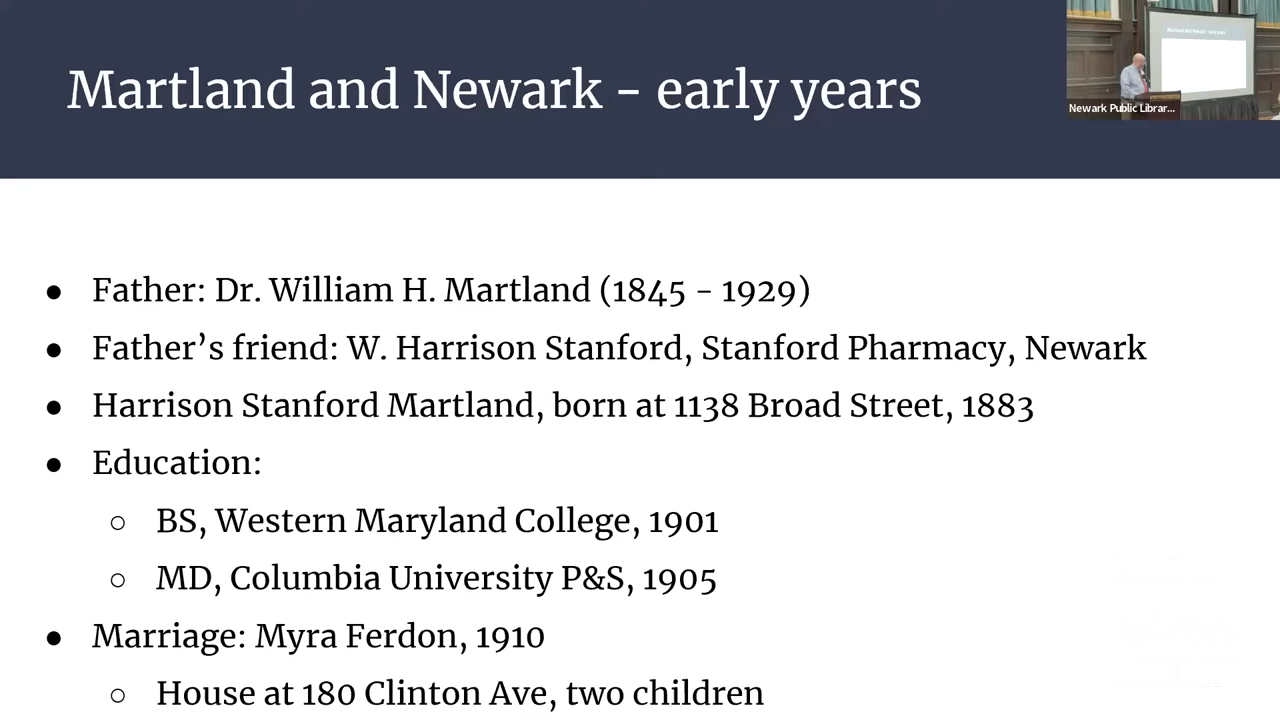 Martland and Newark - early years
Newark Public Librar...
● Father: Dr. William H. Martland (1845 - 1929)
● Father’s friend: W. Harrison Stanford, Stanford Pharmacy, Newark
● Harrison Stanford Martland, born at 1138 Broad Street, 1883
● Education:
○ BS, Western Maryland College, 1901
○ MD, Columbia University P&S, 1905
● Marriage: Myra Ferdon, 1910
○ House at 180 Clinton Ave, two children